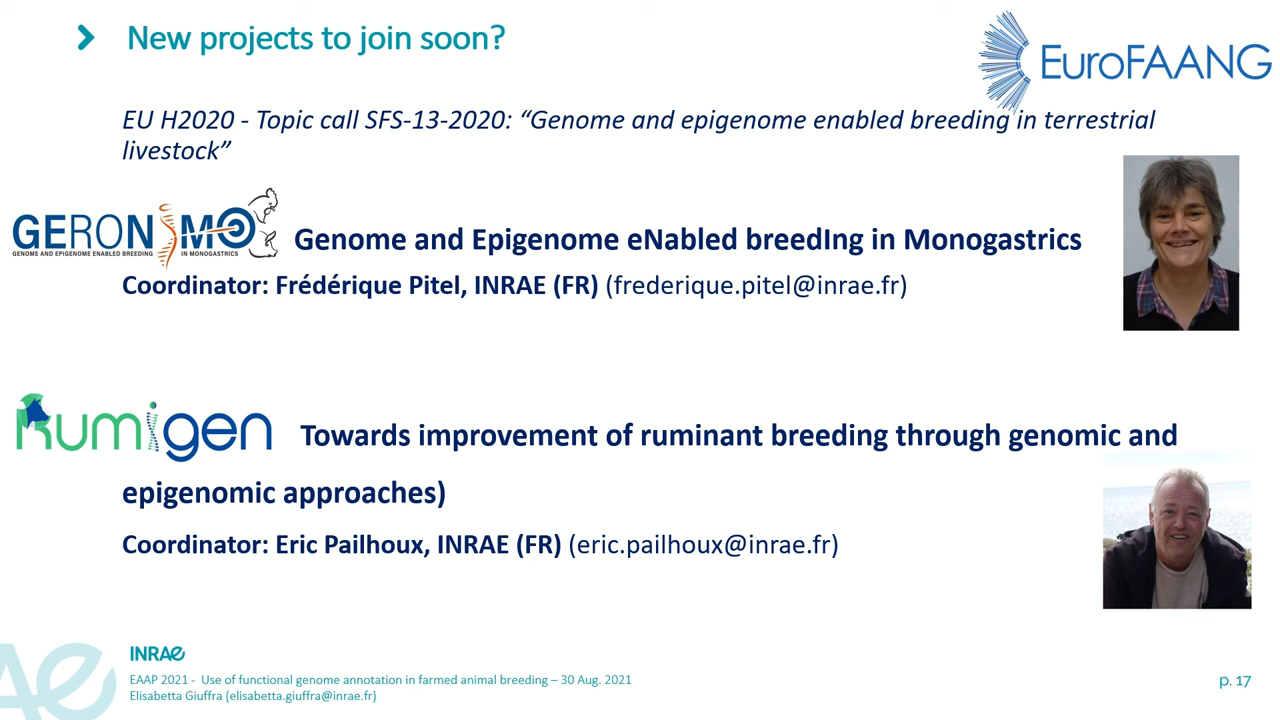 New projects to join soon?
EuroFAANG
EU H2020 - Topic call SFS-13-2020: “Genome and epigenome enabled breeding in terrestrial
livestock”
GERONIMO
GENOME AND EPIGENOME ENABLED BREEDING IN MONOGASTRICS
Genome and Epigenome eNabled breedIng in Monogastrics
Coordinator: Frédérique Pitel, INRAE (FR) (frederique.pitel@inrae.fr)
Rumigen
Towards improvement of ruminant breeding through genomic and
epigenomic approaches)
Coordinator: Eric Pailhoux, INRAE (FR) (eric.pailhoux@inrae.fr)
INRAE
EAAP 2021 - Use of functional genome annotation in farmed animal breeding – 30 Aug. 2021
Elisabetta Giuffra (elisabetta.giuffra@inrae.fr)
p. 17